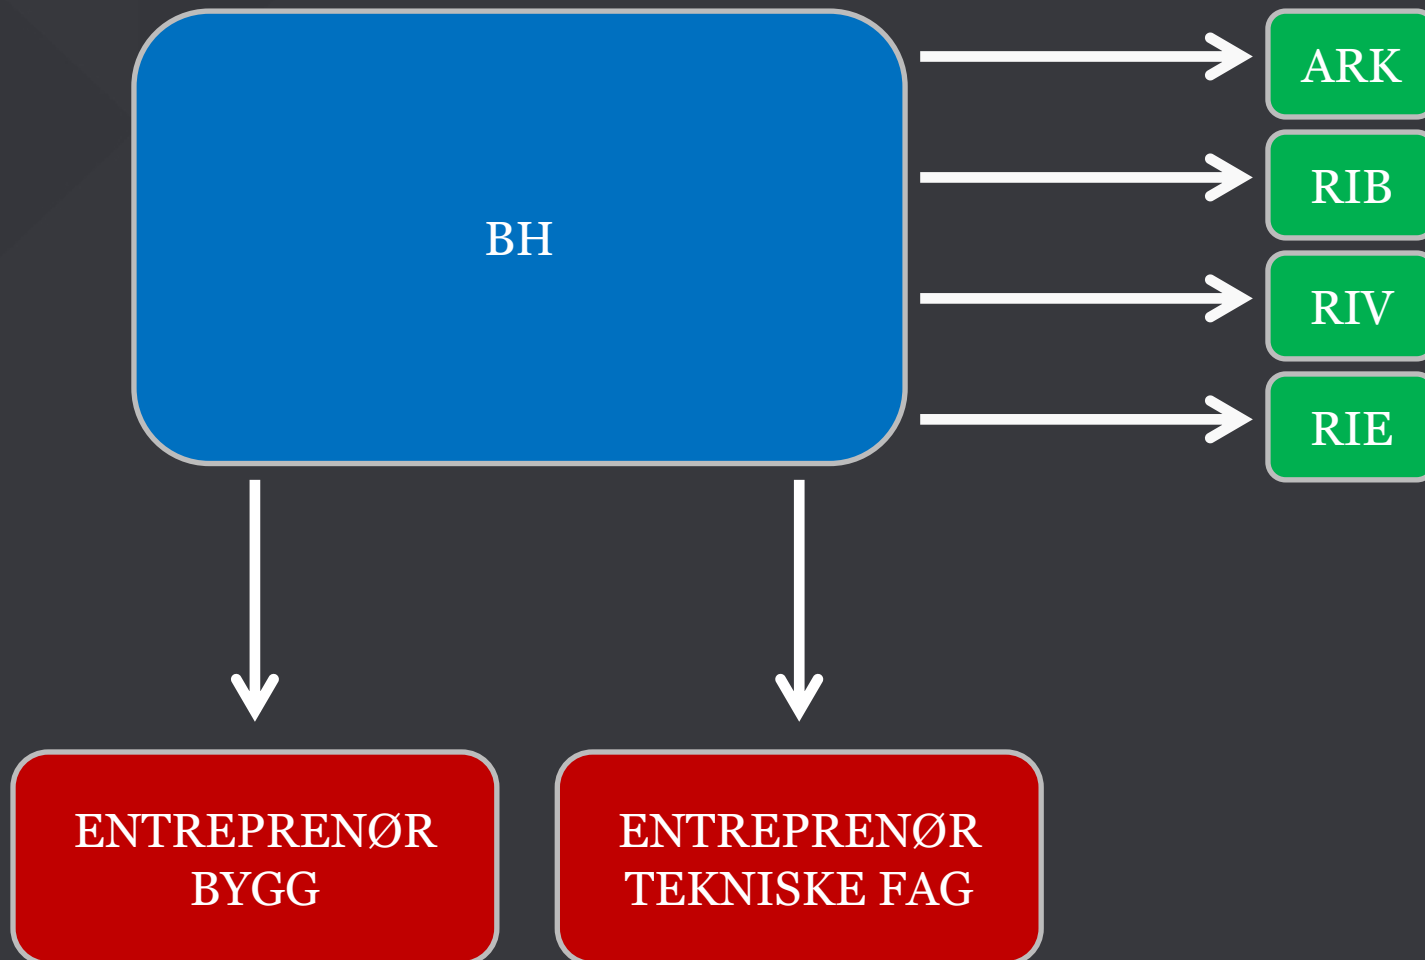 BH
ARK
RIB
RIV
RIE
ENTREPRENØR
BYGG
ENTREPRENØR
TEKNISKE FAG